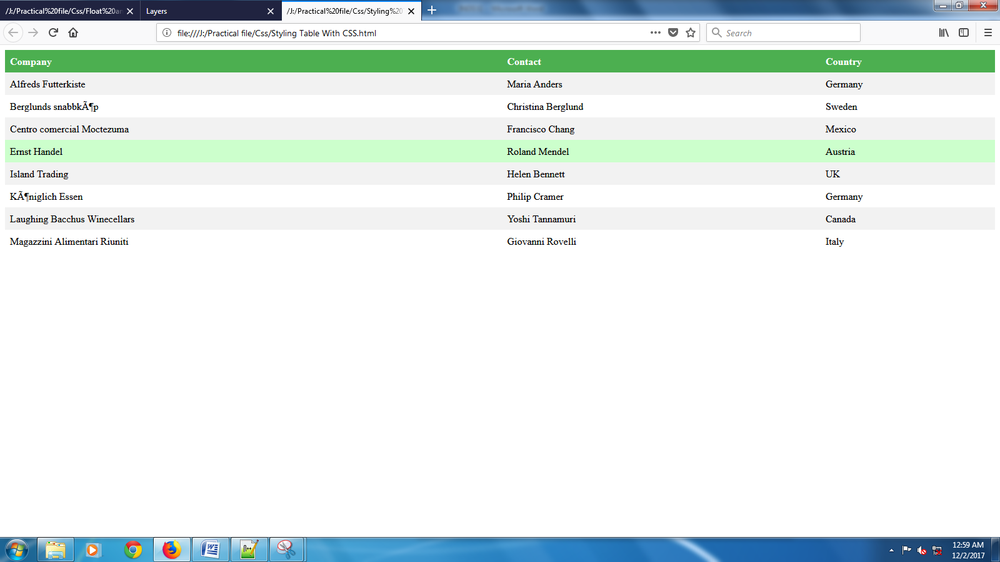 /J:/Practical%20file/Css/Float%20an
Layers
/J:/Practical%20file/Css/Styling%20
file:///J:/Practical file/Css/Styling Table With CSS.html
Search
Company Contact Country
Alfreds Futterkiste Maria Anders Germany
Berglunds snabbkÃ¶p Christina Berglund Sweden
Centro comercial Moctezuma Francisco Chang Mexico
Ernst Handel Roland Mendel Austria
Island Trading Helen Bennett UK
KÃ¶niglich Essen Philip Cramer Germany
Laughing Bacchus Winecellars Yoshi Tannamuri Canada
Magazzini Alimentari Riuniti Giovanni Rovelli Italy
12:59 AM
12/2/2017